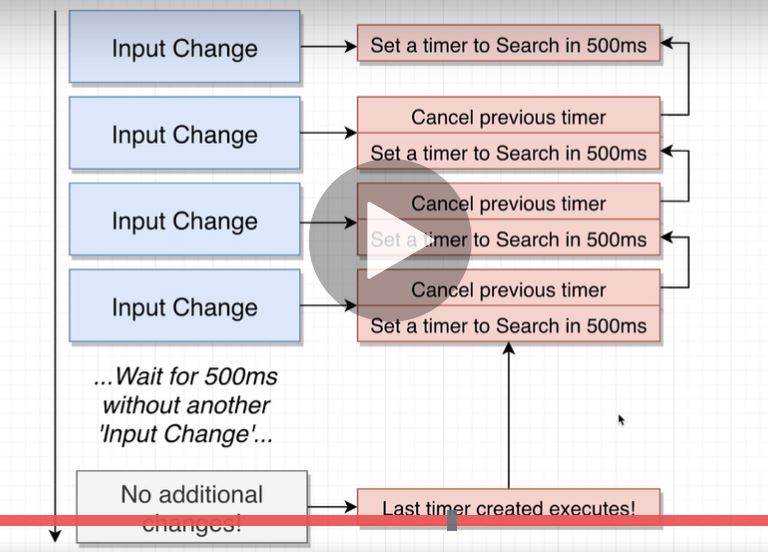 Input Change
Set a timer to Search in 500ms
Input Change
Cancel previous timer
Set a timer to Search in 500ms
Input Change
Cancel previous timer
Set a timer to Search in 500ms
Input Change
Cancel previous timer
Set a timer to Search in 500ms
...Wait for 500ms
without another
'Input Change'...
No additional
changes!
Last timer created executes!